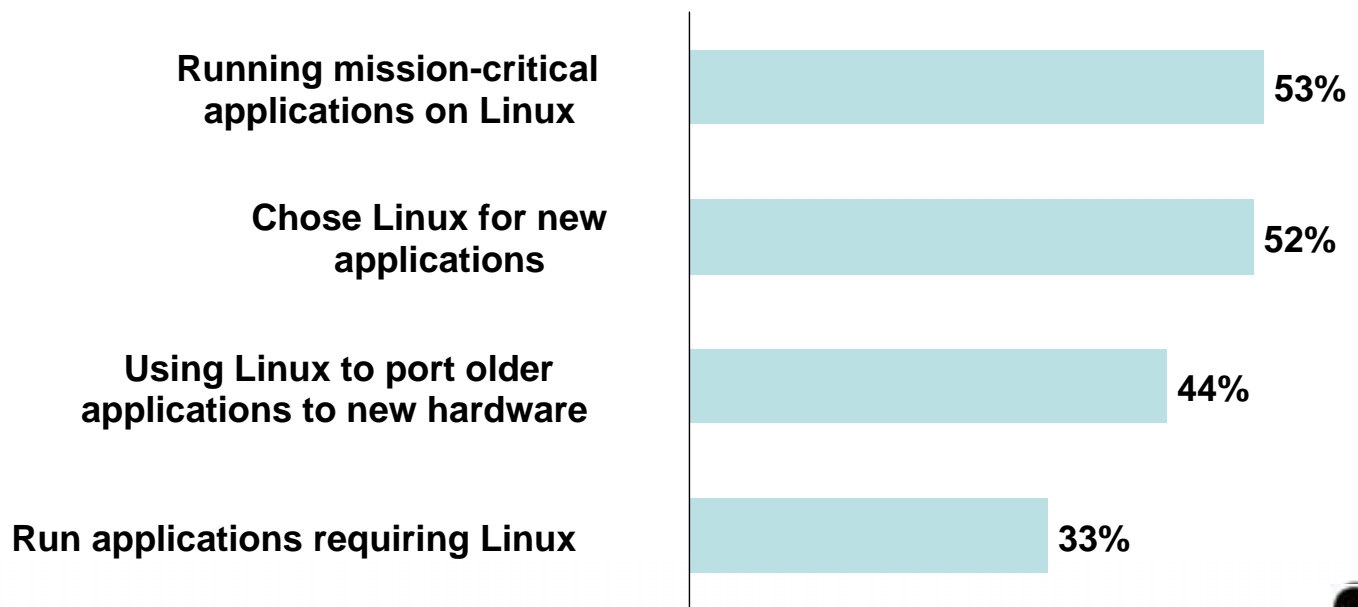 Running mission-critical
applications on Linux
53%
Chose Linux for new
applications
52%
Using Linux to port older
applications to new hardware
44%
Run applications requiring Linux
33%